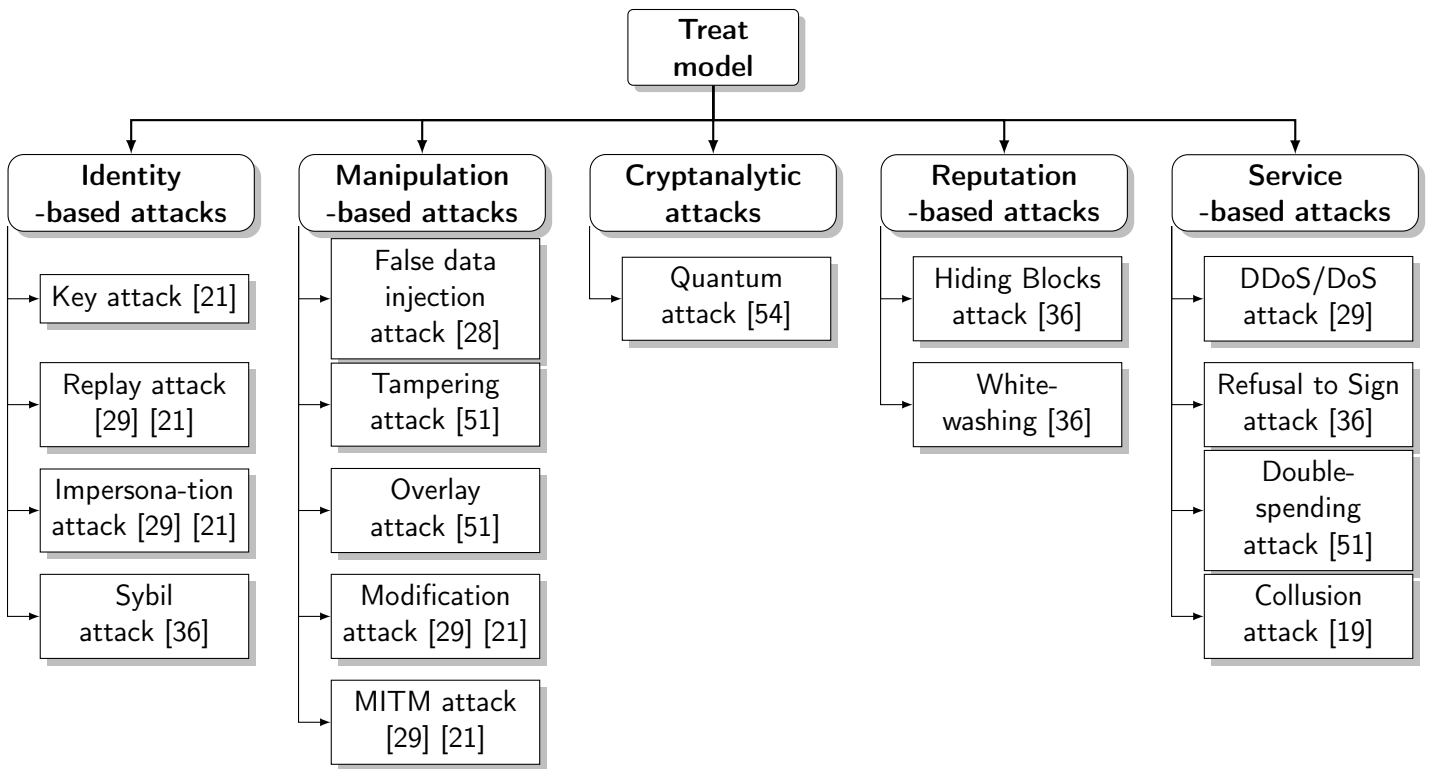 Treat
model
Identity
-based attacks
Key attack [21]
Replay attack
[29] [21]
Impersona-tion
attack [29] [21]
Sybil
attack [36]
Manipulation
-based attacks
False data
injection
attack [28]
Tampering
attack [51]
Overlay
attack [51]
Modification
attack [29] [21]
MITM attack
[29] [21]
Cryptanalytic
attacks
Quantum
attack [54]
Reputation
-based attacks
Hiding Blocks
attack [36]
White-
washing [36]
Service
-based attacks
DDoS/DoS
attack [29]
Refusal to Sign
attack [36]
Double-
spending
attack [51]
Collusion
attack [19]